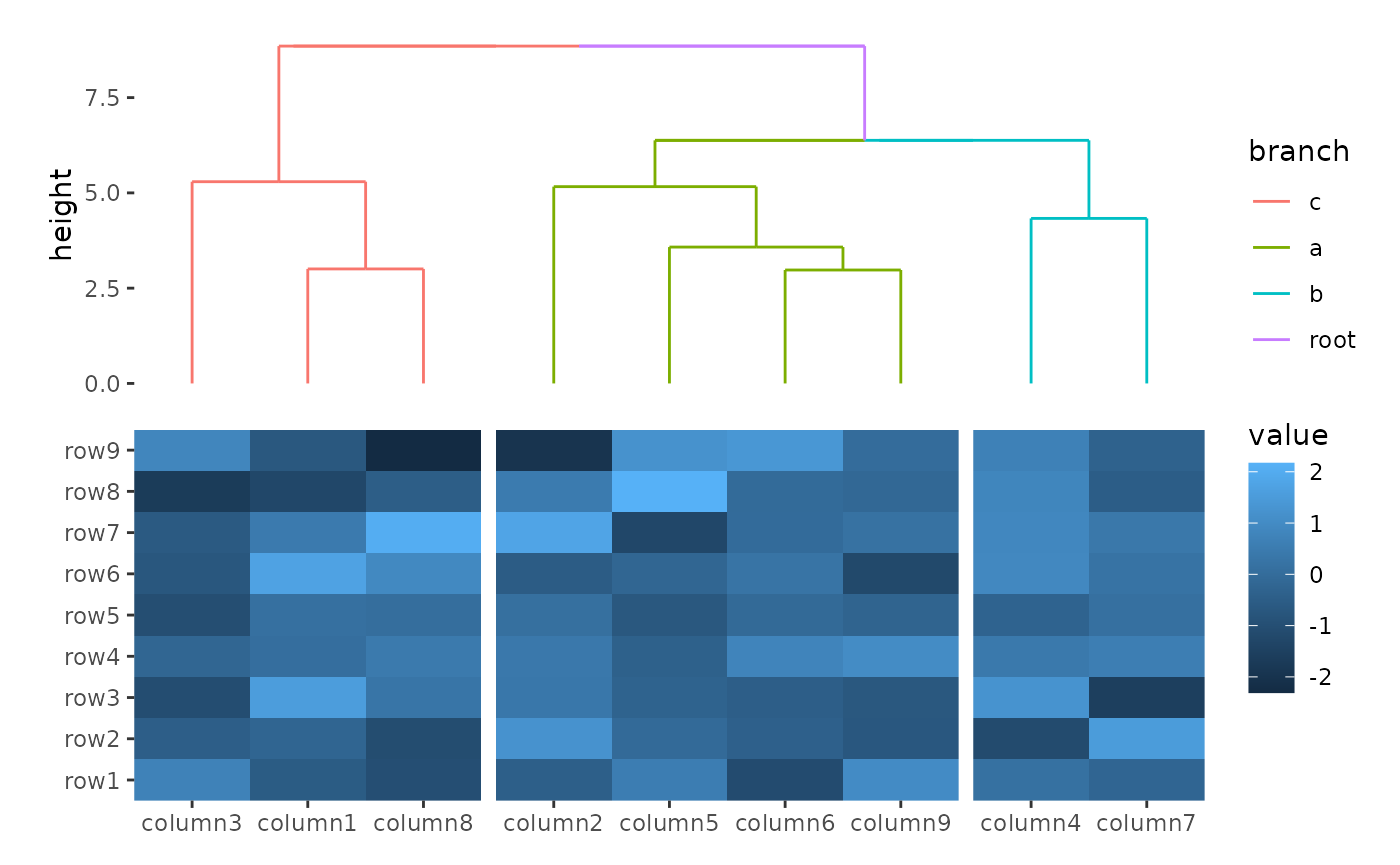 height
7.5
5.0
2.5
0.0
branch
c
a
b
root
row9
row8
row7
row6
row5
row4
row3
row2
row1
column3 column1 column8 column2 column5 column6 column9 column4 column7
value
2
1
0
-1
-2